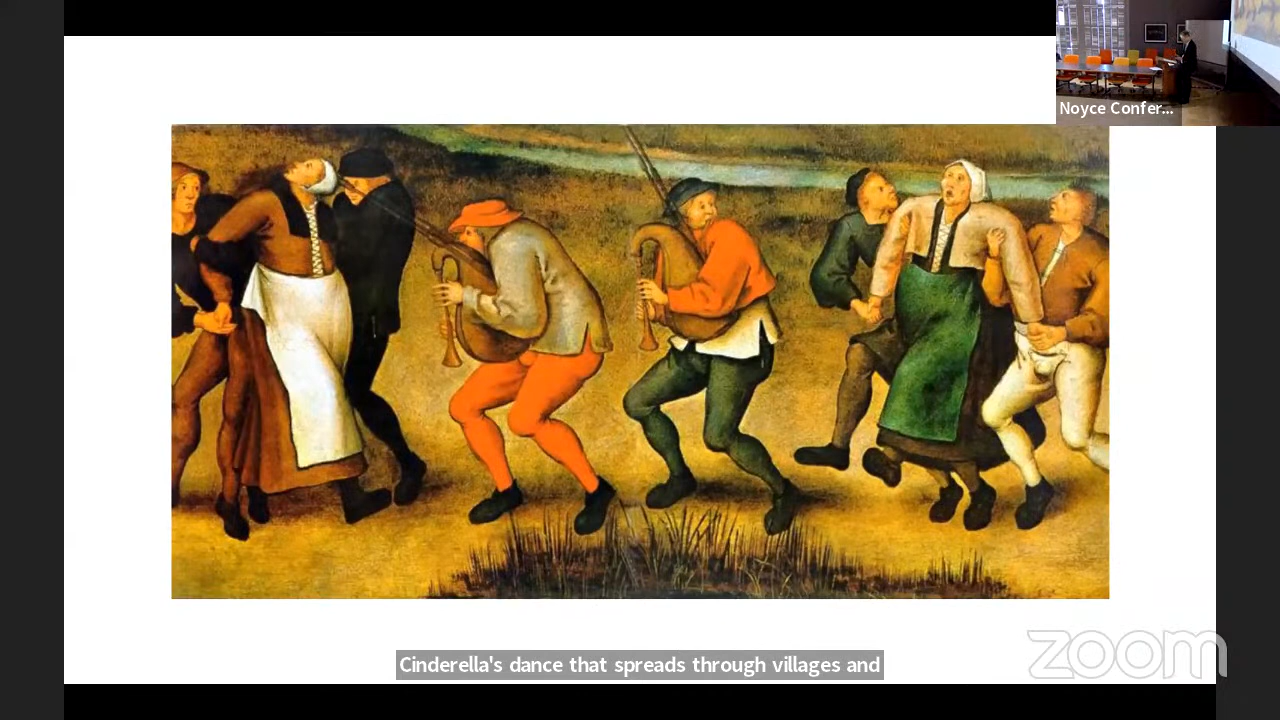 Noyce Confer...
Cinderella's dance that spreads through villages and
zoom